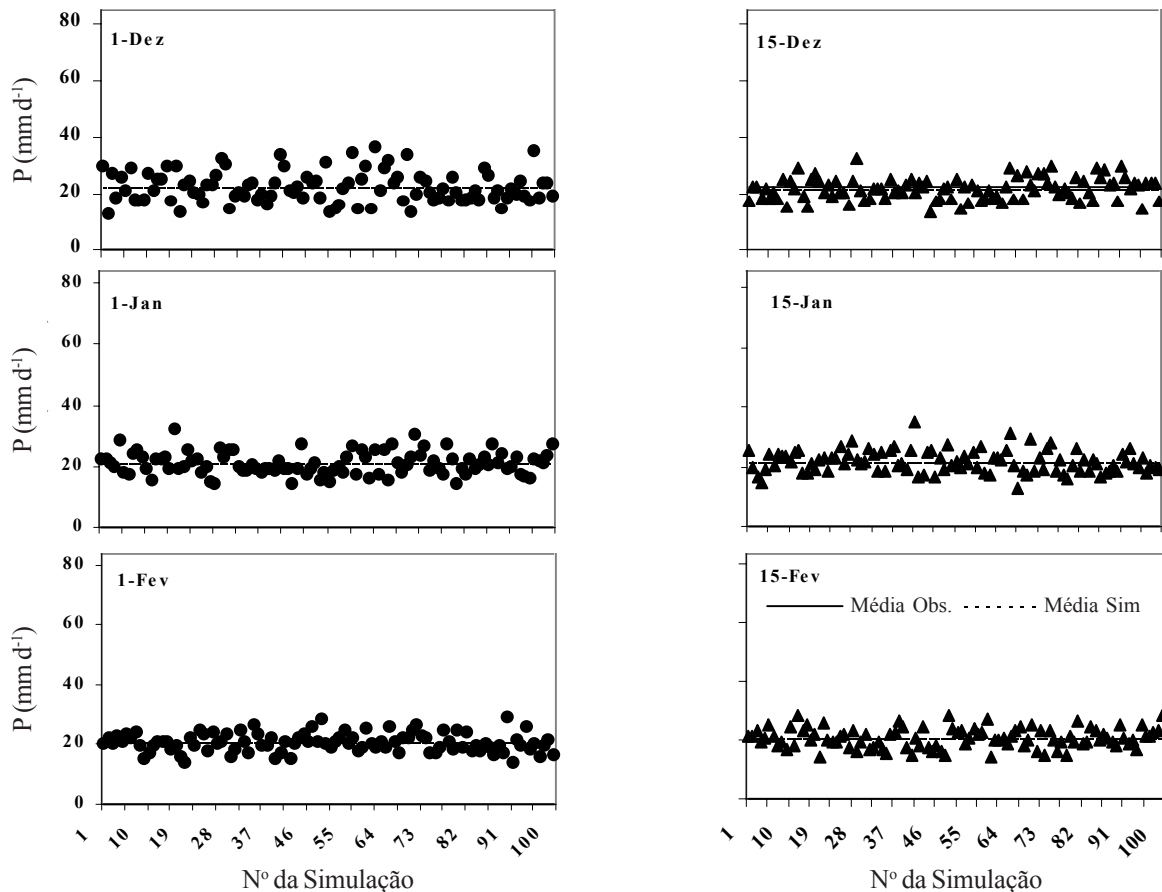 80
60
40
20
0
P (mm d-1)
1-Dez
15-Dez
80
60
40
20
0
P (mm d-1)
1-Jan
15-Jan
80
60
40
20
0
P (mm d-1)
1-Fev
15-Fev
Média Obs. Média Sim
1 10 19 28 37 46 55 64 73 82 91 100
1 10 19 28 37 46 55 64 73 82 91 100
No da Simulação
No da Simulação